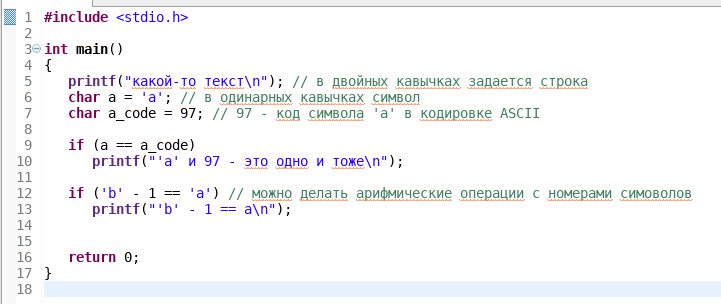 1 #include <stdio.h>
2
3 int main()
4 {
5 printf("какой-то текст\n"); // в двойных кавычках задается строка
6 char a = 'a'; // в одинарных кавычках символ
7 char a_code = 97; // 97 - код символа 'a' в кодировке ASCII
8
9 if (a == a_code)
10 printf("'a' и 97 - это одно и тоже\n");
11
12 if ('b' - 1 == 'a') // можно делать арифмические операции с номерами симоволов
13 printf("'b' - 1 == a\n");
14
15
16 return 0;
17 }
18